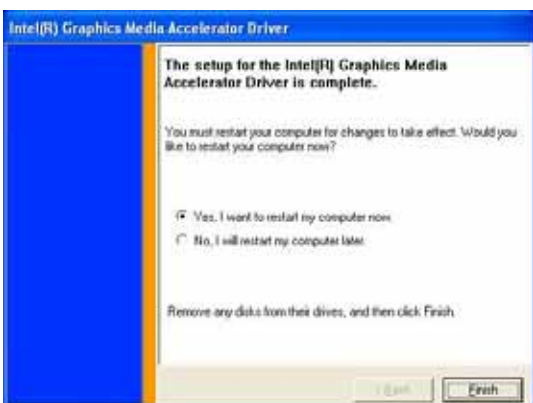 Intel(R) Graphics Media Accelerator Driver
The setup for the Intel(R) Graphics Media
Accelerator Driver is complete.
You must restart your computer for changes to take effect. Would you
like to restart your computer now?
Yes, I want to restart my computer now.
No, I will restart my computer later.
Remove any disks from their drives, and then click Finish.
< Back
Finish